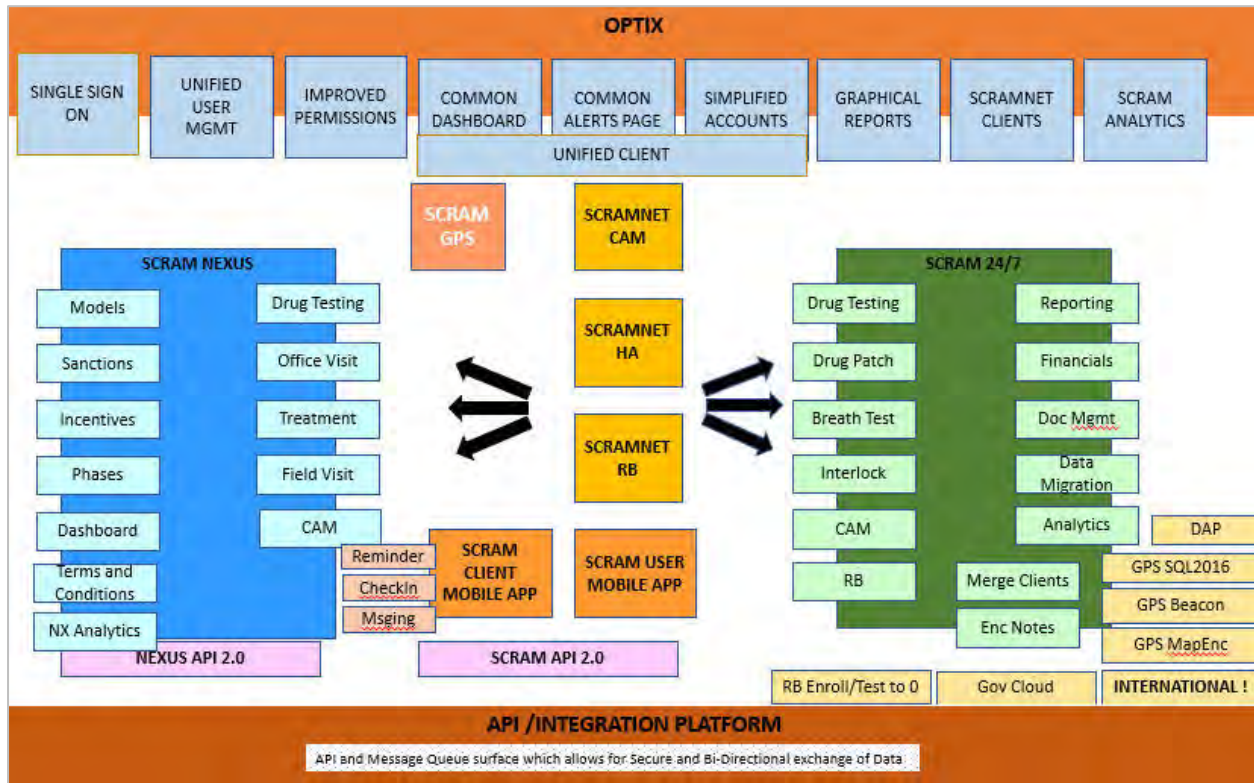 OPTIX
SINGLE SIGN
ON
UNIFIED
USER
MGMT
IMPROVED
PERMISSIONS
COMMON
DASHBOARD
COMMON
ALERTS PAGE
SIMPLIFIED
ACCOUNTS
GRAPHICAL
REPORTS
SCRAMNET
CLIENTS
SCRAM
ANALYTICS
UNIFIED CLIENT
SCRAM
GPS
SCRAMNET
CAM
SCRAMNET
HA
SCRAMNET
RB
SCRAM NEXUS
Models
Sanctions
Incentives
Phases
Dashboard
Terms and
Conditions
NX Analytics
Drug Testing
Office Visit
Treatment
Field Visit
CAM
Reminder
CheckIn
Msging
SCRAM
CLIENT
MOBILE APP
SCRAM USER
MOBILE APP
NEXUS API 2.0
SCRAM API 2.0
SCRAM 24/7
Drug Testing
Drug Patch
Breath Test
Interlock
CAM
RB
Reporting
Financials
Doc Mgmt
Data
Migration
Analytics
Merge Clients
Enc Notes
DAP
GPS SQL2016
GPS Beacon
GPS MapEnc
RB Enroll/Test to 0
Gov Cloud
INTERNATIONAL !
API /INTEGRATION PLATFORM
API and Message Queue surface which allows for Secure and Bi-Directional exchange of Data